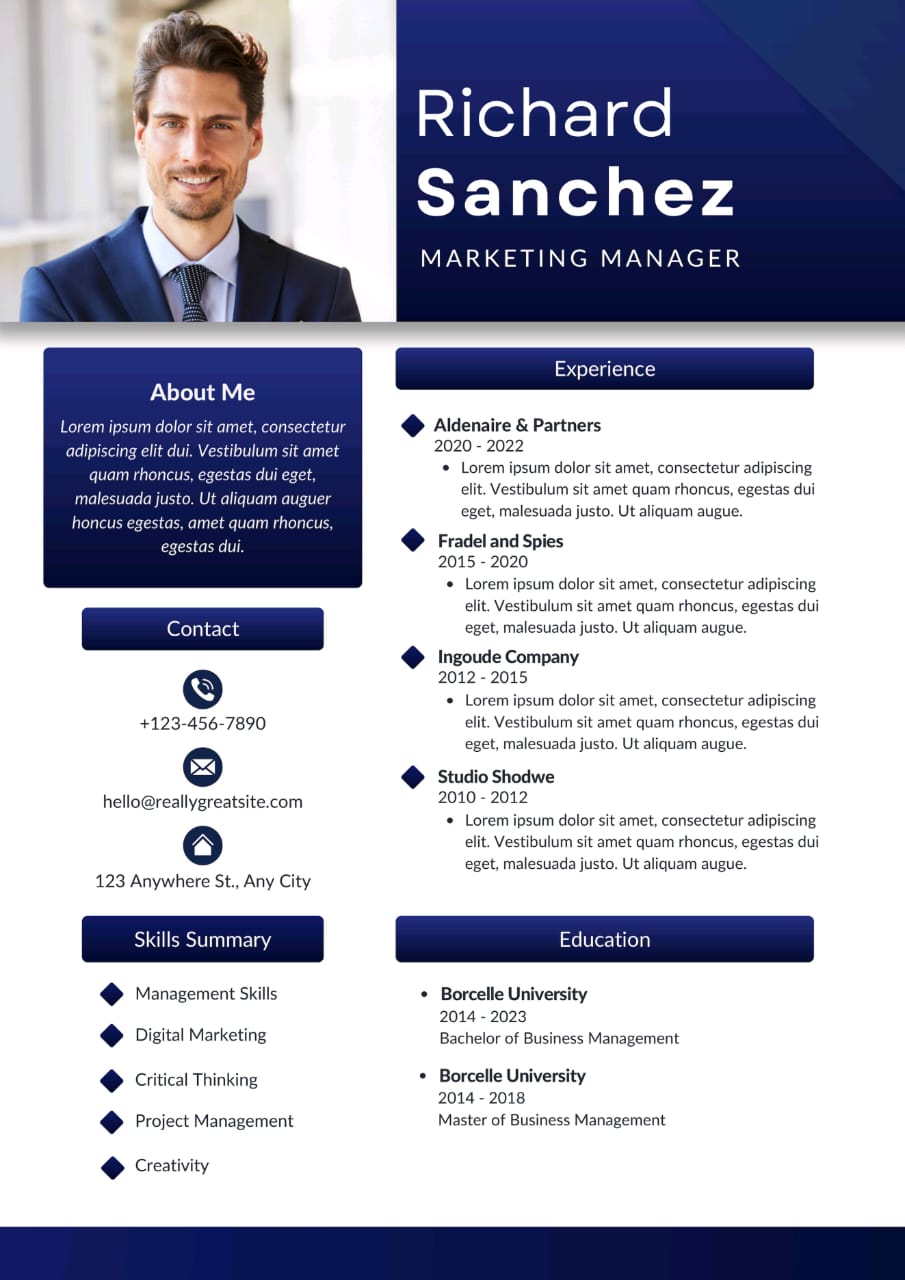 Richard
Sanchez
MARKETING MANAGER
About Me
Lorem ipsum dolor sit amet, consectetur
adipiscing elit dui. Vestibulum sit amet
quam rhoncus, egestas dui eget,
malesuada justo. Ut aliquam auguer
honcus egestas, amet quam rhoncus,
egestas dui.
Contact
+123-456-7890
hello@reallygreatsite.com
123 Anywhere St., Any City
Skills Summary
Management Skills
Digital Marketing
Critical Thinking
Project Management
Creativity
Experience
Aldenaire & Partners
2020 - 2022
• Lorem ipsum dolor sit amet, consectetur adipiscing
elit. Vestibulum sit amet quam rhoncus, egestas dui
eget, malesuada justo. Ut aliquam augue.
Fradel and Spies
2015 - 2020
• Lorem ipsum dolor sit amet, consectetur adipiscing
elit. Vestibulum sit amet quam rhoncus, egestas dui
eget, malesuada justo. Ut aliquam augue.
Ingoude Company
2012 - 2015
• Lorem ipsum dolor sit amet, consectetur adipiscing
elit. Vestibulum sit amet quam rhoncus, egestas dui
eget, malesuada justo. Ut aliquam augue.
Studio Shodwe
2010 - 2012
• Lorem ipsum dolor sit amet, consectetur adipiscing
elit. Vestibulum sit amet quam rhoncus, egestas dui
eget, malesuada justo. Ut aliquam augue.
Education
• Borcelle University
2014 - 2023
Bachelor of Business Management
• Borcelle University
2014 - 2018
Master of Business Management